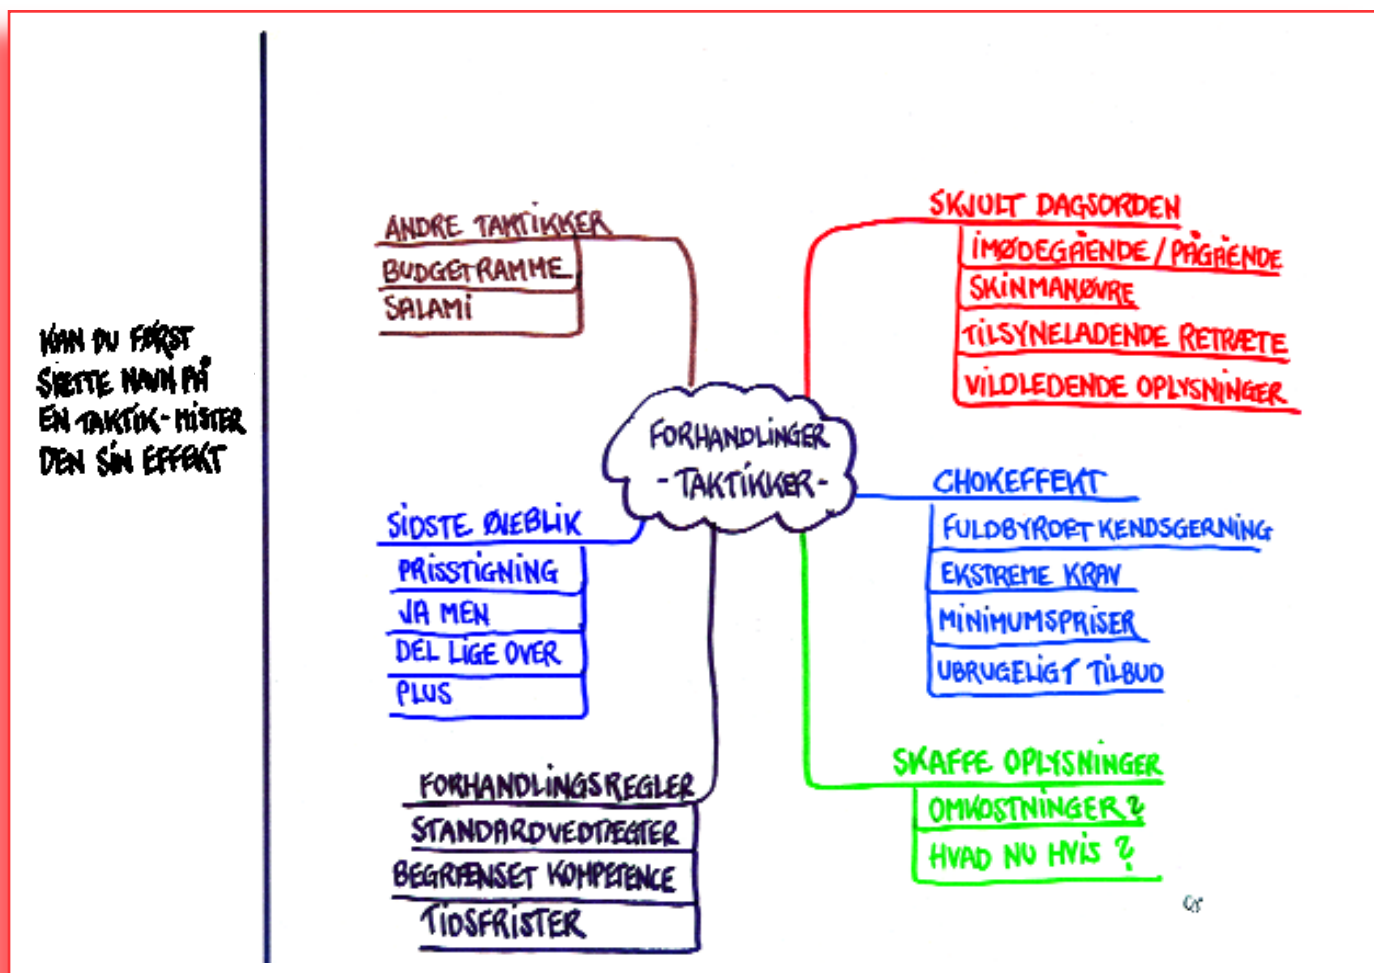 KAN DU FØRST
SÆTTE NAVN PÅ
EN TAKTIK - MISTER
DEN SIN EFFEKT
FORHANDLINGER
- TAKTIKKER -
SKJULT DAGSORDEN
IMØDEGÅENDE / PÅGÅENDE
SKINMANØVRE
TILSYNELADENDE RETRÆTE
VILDLEDENDE OPLYSNINGER
CHOKEFFEKT
FULDBYRDET KENDSGERNING
EKSTREME KRAV
MINIMUMSPRISER
UBRUGELIGT TILBUD
SKAFFE OPLYSNINGER
OMKOSTNINGER?
HVAD NU HVIS?
FORHANDLINGSREGLER
STANDARDVEDTÆGTER
BEGRÆNSET KOMPETENCE
TIDSFRISTER
SIDSTE ØJEBLIK
PRISSTIGNING
JA MEN
DEL LIGE OVER
PLUS
ANDRE TAKTIKKER
BUDGETRAMME
SALAMI